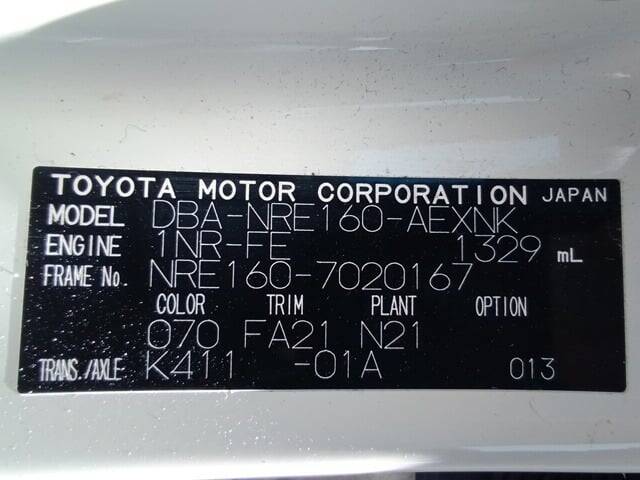 TOYOTA MOTOR CORPORATION JAPAN
MODEL DBA-NRE160-AEXNK
ENGINE 1NR-FE 1329 mL
FRAME No. NRE160-7020167
COLOR TRIM PLANT OPTION
070 FA21 N21
TRANS./AXLE K411 -01A 013